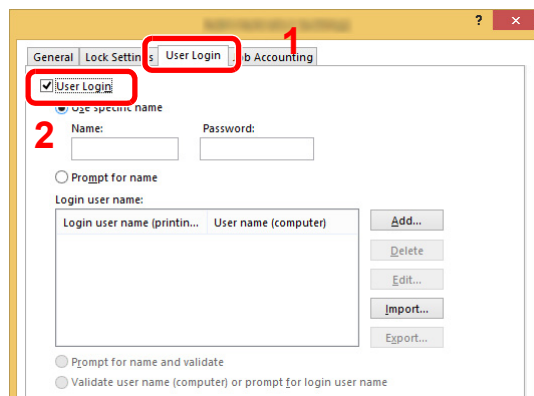 ?
1
General Lock Settings User Login Job Accounting
User Login
2
Use specific name
Name: Password:
Prompt for name
Login user name:
Login user name (printin... User name (computer)
Add...
Delete
Edit...
Import...
Export...
Prompt for name and validate
Validate user name (computer) or prompt for login user name